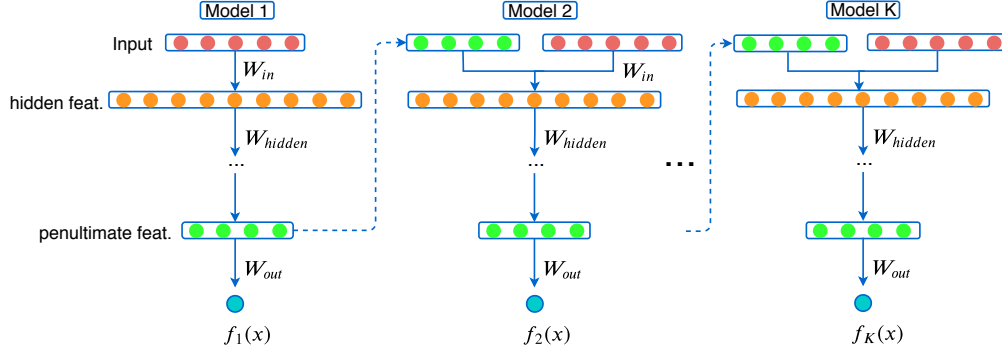 Model 1
Model 2
Model K
Input
W_in
W_in
hidden feat.
W_hidden
W_hidden
W_hidden
...
...
...
...
penultimate feat.
W_out
W_out
W_out
f_1(x)
f_2(x)
f_K(x)